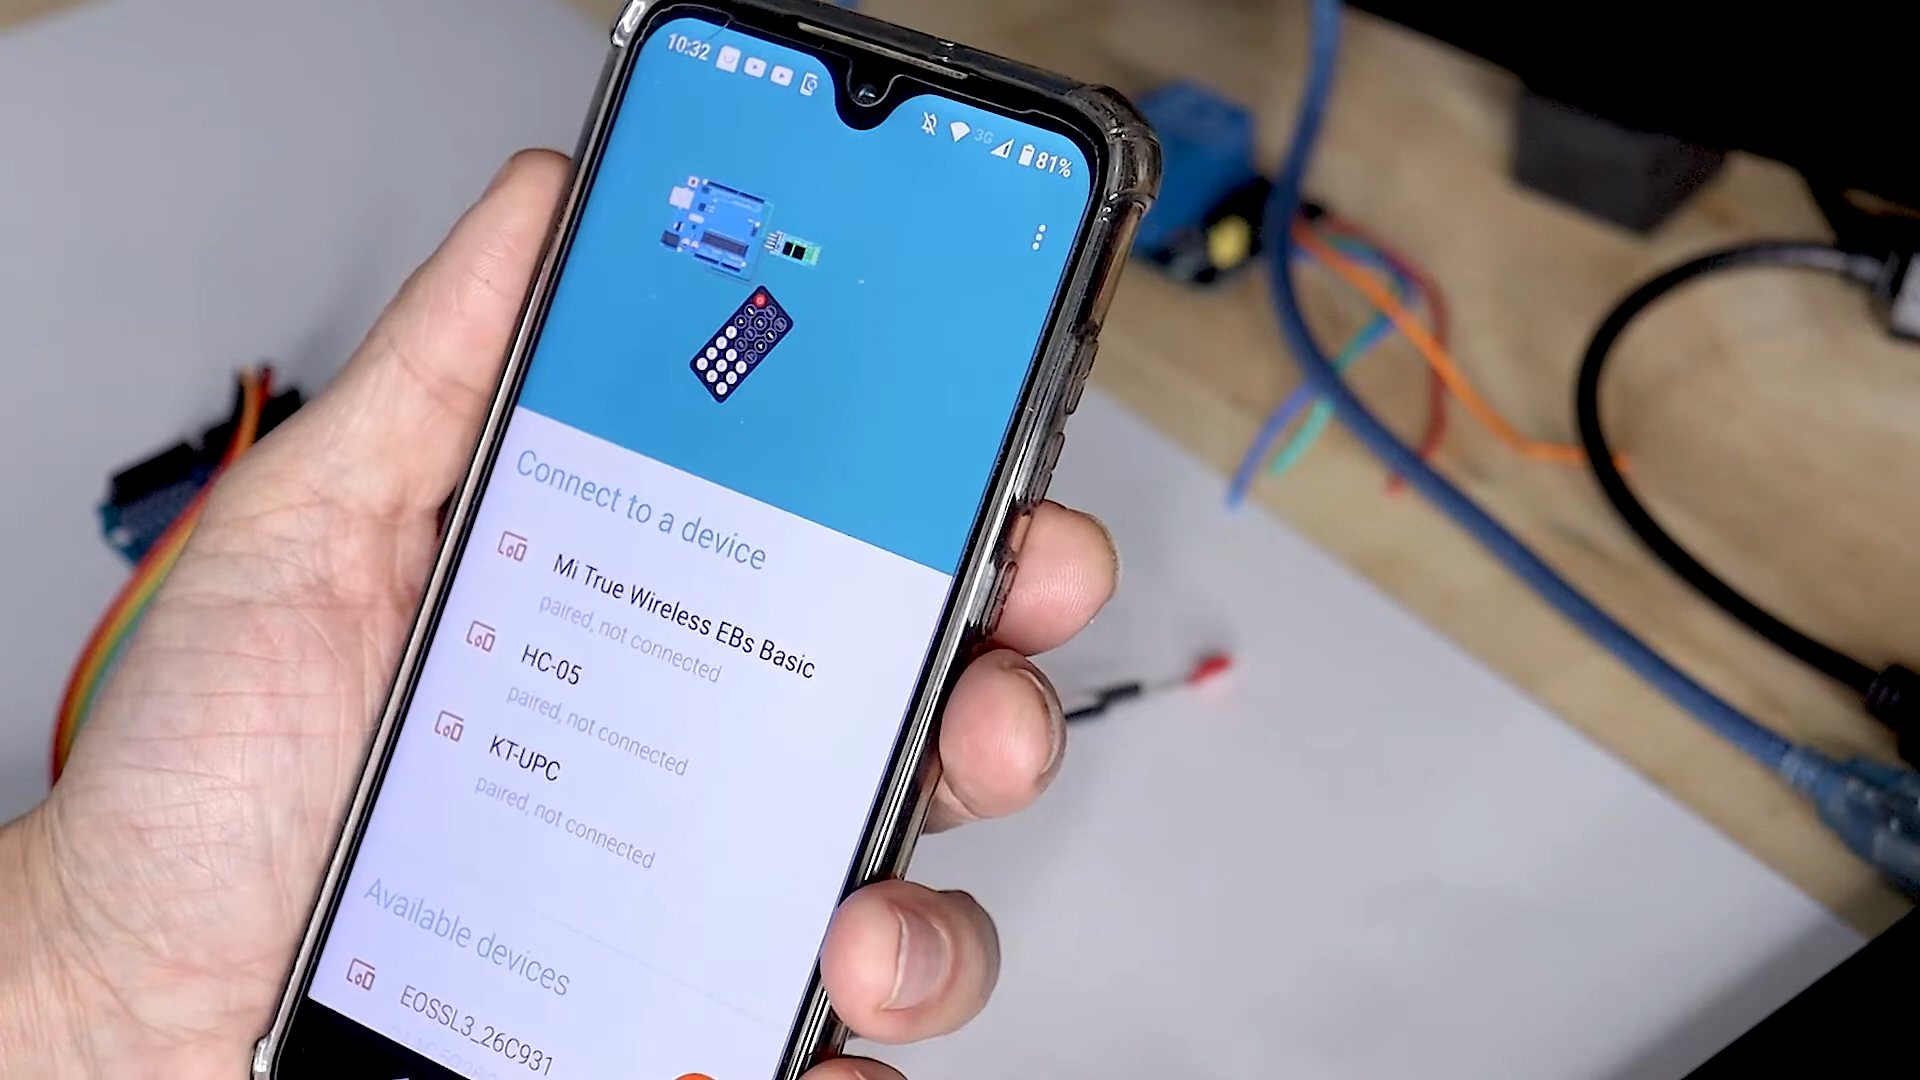 10:32
3G
81%
Connect to a device
Mi True Wireless EBs Basic
paired, not connected
HC-05
paired, not connected
KT-UPC
paired, not connected
Available devices
EOSSL3_26C931